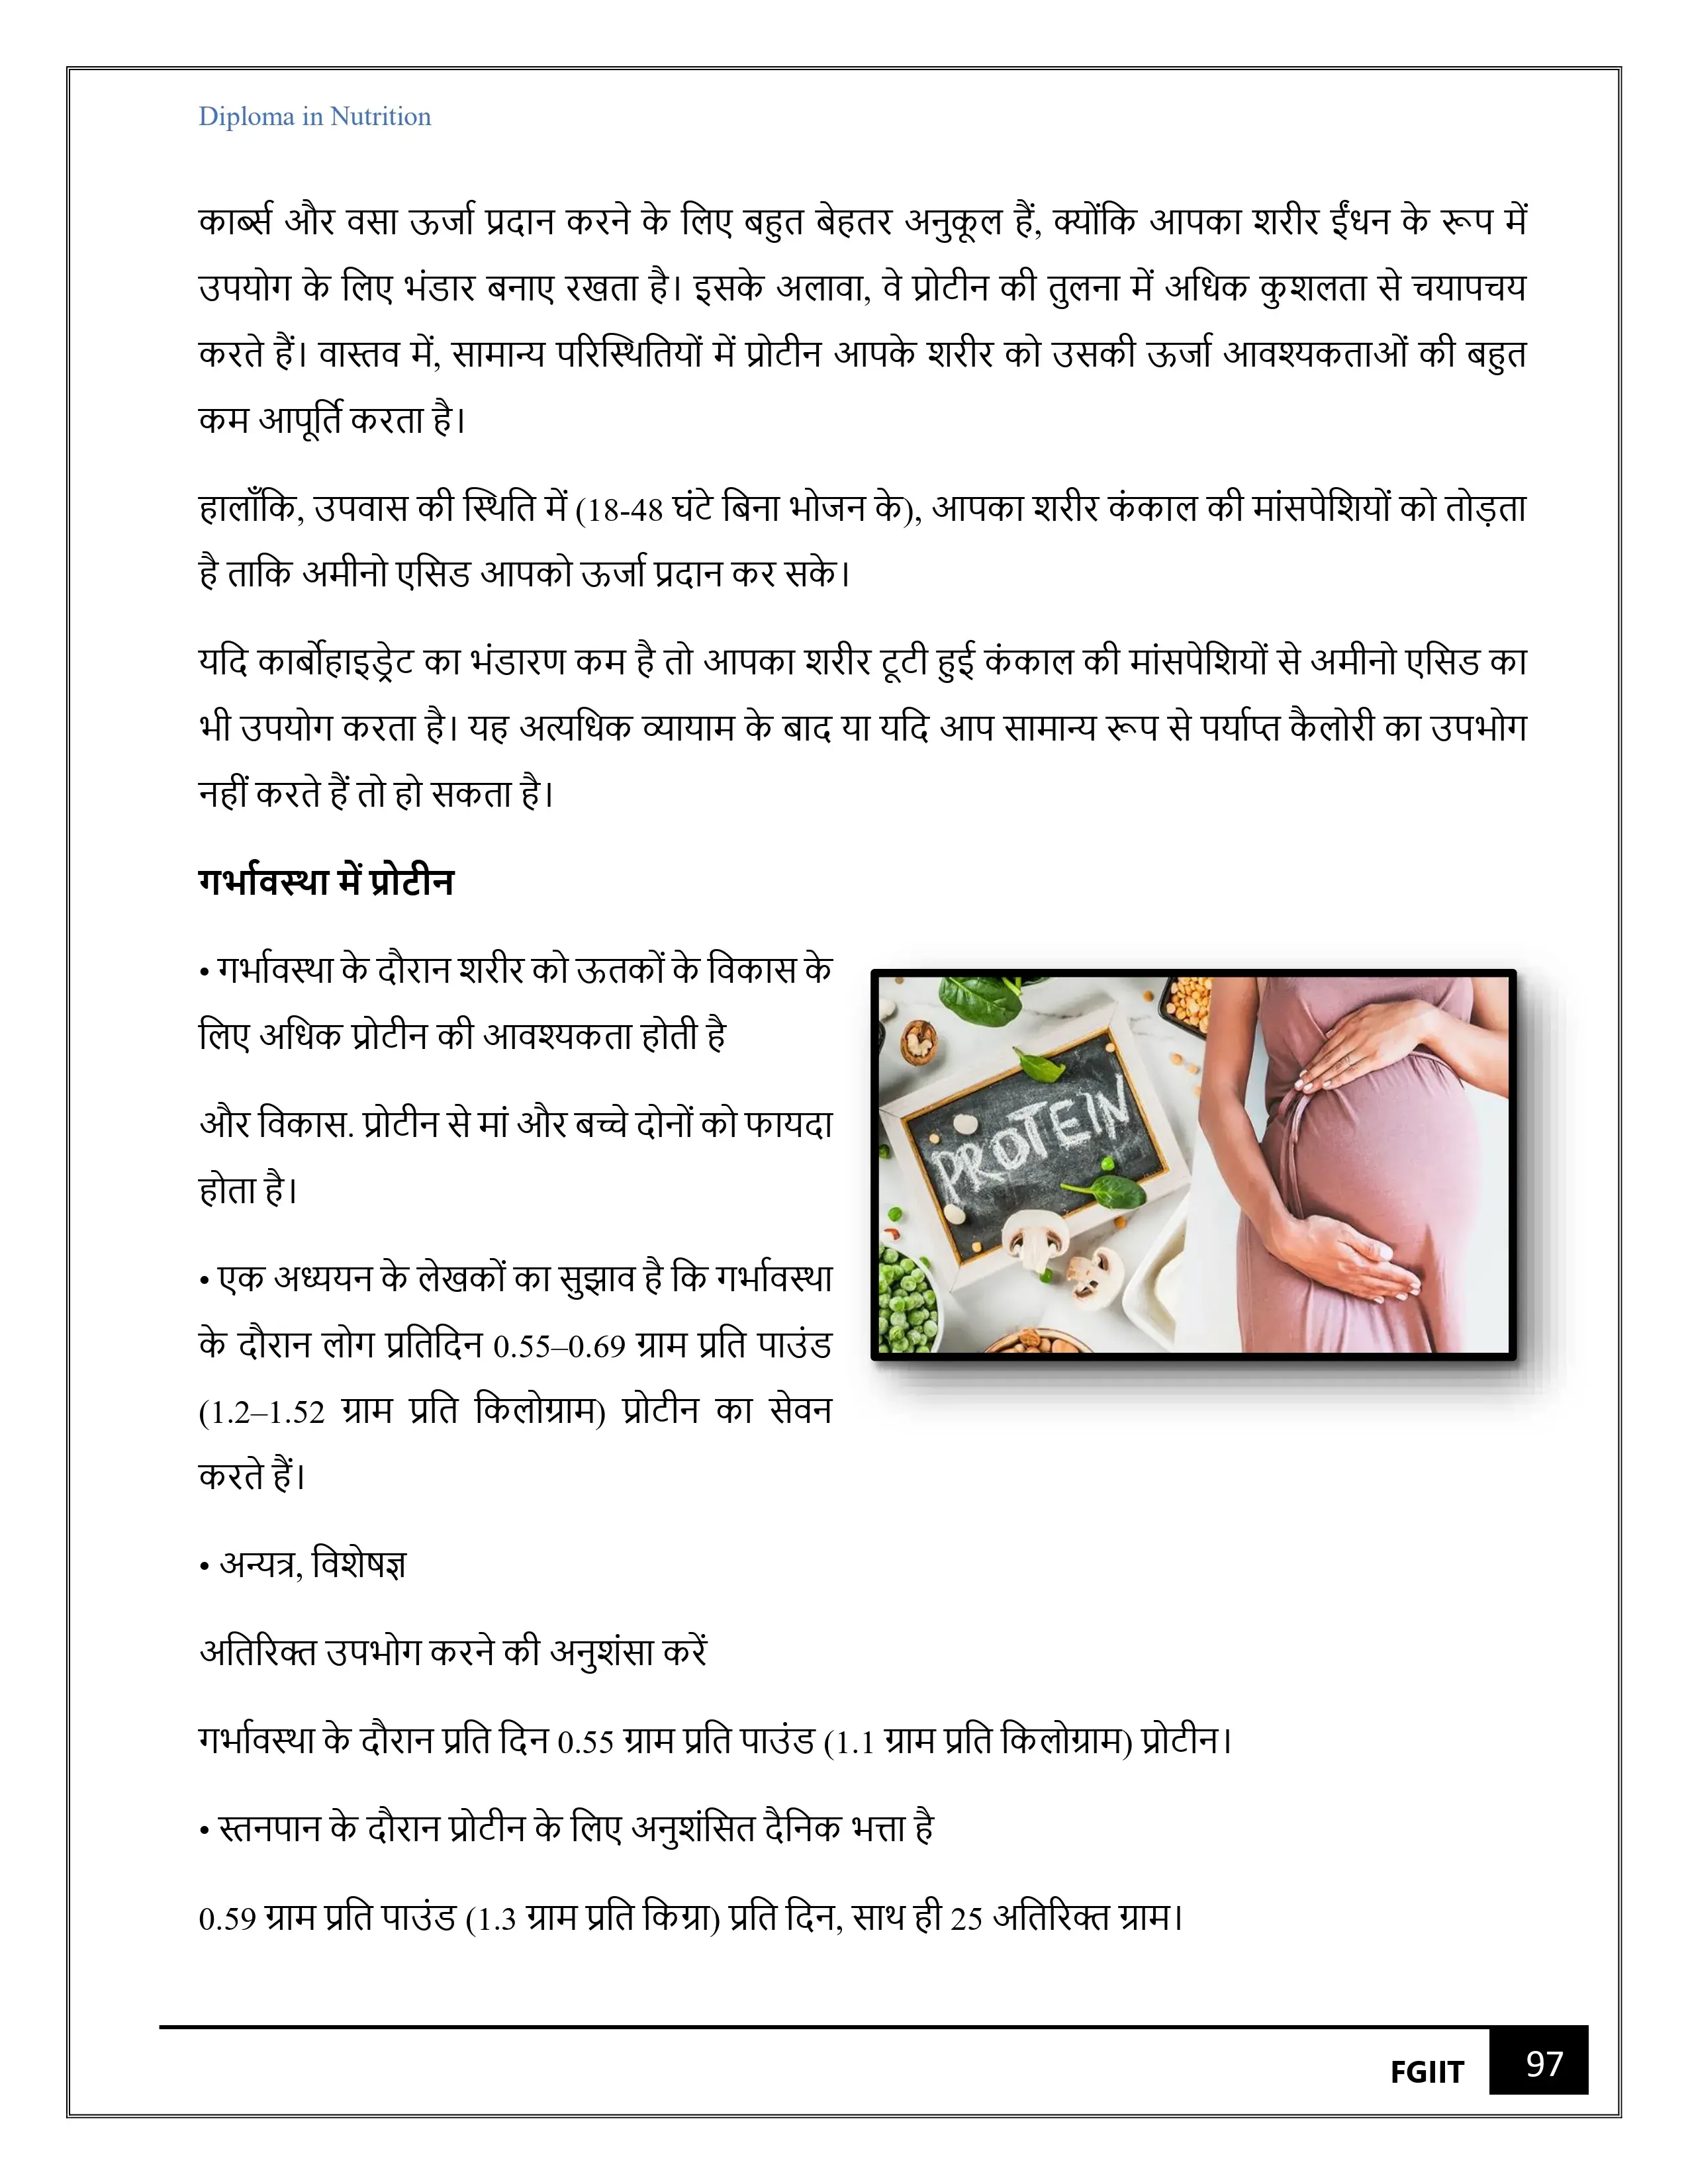 Diploma in Nutrition
कार्ब्स और वसा ऊर्जा प्रदान करने के लिए बहुत बेहतर अनुकूल हैं, क्योंकि आपका शरीर ईंधन के रूप में
उपयोग के लिए भंडार बनाए रखता है। इसके अलावा, वे प्रोटीन की तुलना में अधिक कुशलता से चयापचय
करते हैं। वास्तव में, सामान्य परिस्थितियों में प्रोटीन आपके शरीर को उसकी ऊर्जा आवश्यकताओं की बहुत
कम आपूर्ति करता है।
हालाँकि, उपवास की स्थिति में (18-48 घंटे बिना भोजन के), आपका शरीर कंकाल की मांसपेशियों को तोड़ता
है ताकि अमीनो एसिड आपको ऊर्जा प्रदान कर सके।
यदि कार्बोहाइड्रेट का भंडारण कम है तो आपका शरीर टूटी हुई कंकाल की मांसपेशियों से अमीनो एसिड का
भी उपयोग करता है। यह अत्यधिक व्यायाम के बाद या यदि आप सामान्य रूप से पर्याप्त कैलोरी का उपभोग
नहीं करते हैं तो हो सकता है।
गर्भावस्था में प्रोटीन
• गर्भावस्था के दौरान शरीर को ऊतकों के विकास के
लिए अधिक प्रोटीन की आवश्यकता होती है
और विकास. प्रोटीन से मां और बच्चे दोनों को फायदा
होता है।
• एक अध्ययन के लेखकों का सुझाव है कि गर्भावस्था
के दौरान लोग प्रतिदिन 0.55–0.69 ग्राम प्रति पाउंड
(1.2–1.52 ग्राम प्रति किलोग्राम) प्रोटीन का सेवन
करते हैं।
PROTEIN
• अन्यत्र, विशेषज्ञ
अतिरिक्त उपभोग करने की अनुशंसा करें
गर्भावस्था के दौरान प्रति दिन 0.55 ग्राम प्रति पाउंड (1.1 ग्राम प्रति किलोग्राम) प्रोटीन।
• स्तनपान के दौरान प्रोटीन के लिए अनुशंसित दैनिक भत्ता है
0.59 ग्राम प्रति पाउंड (1.3 ग्राम प्रति किग्रा) प्रति दिन, साथ ही 25 अतिरिक्त ग्राम।
FGIIT 97